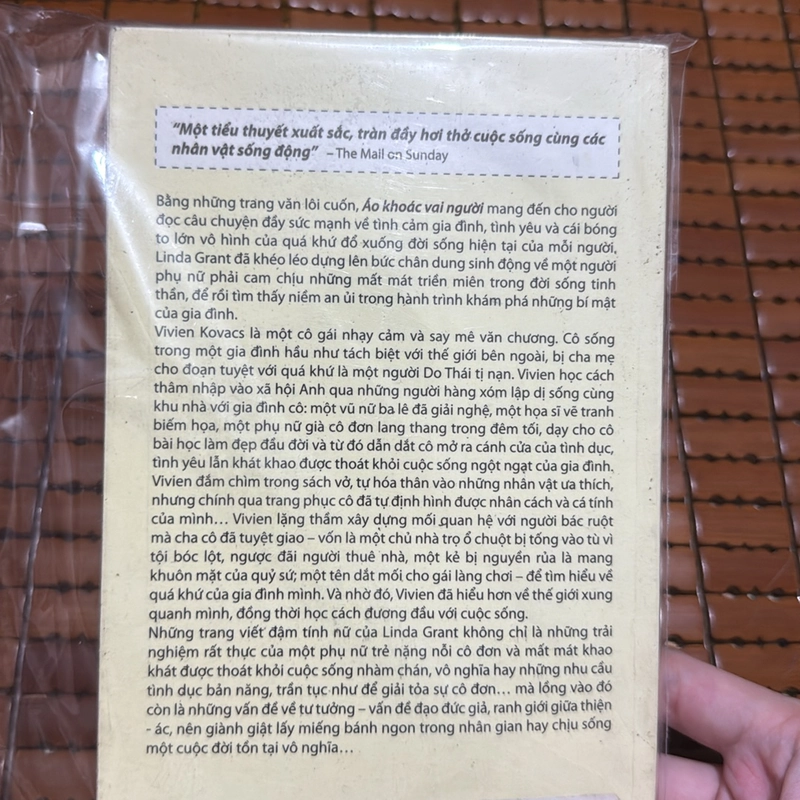 "Một tiểu thuyết xuất sắc, tràn đầy hơi thở cuộc sống cùng các
nhân vật sống động" – The Mail on Sunday
Bằng những trang văn lôi cuốn, Áo khoác vai người mang đến cho người
đọc câu chuyện đầy sức mạnh về tình cảm gia đình, tình yêu và cái bóng
to lớn vô hình của quá khứ đổ xuống đời sống hiện tại của mỗi người.
Linda Grant đã khéo léo dựng lên bức chân dung sinh động về một người
phụ nữ phải cam chịu những mất mát triền miên trong đời sống tinh
thần, để rồi tìm thấy niềm an ủi trong hành trình khám phá những bí mật
của gia đình.
Vivien Kovacs là một cô gái nhạy cảm và say mê văn chương. Cô sống
trong một gia đình hầu như tách biệt với thế giới bên ngoài, bị cha mẹ
cho đoạn tuyệt với quá khứ là một người Do Thái tị nạn. Vivien học cách
thâm nhập vào xã hội Anh qua những người hàng xóm lập dị sống cùng
khu nhà với gia đình cô: một vũ nữ ba lê đã giải nghệ, một họa sĩ vẽ tranh
biếm họa, một phụ nữ già cô đơn lang thang trong đêm tối, dạy cho cô
bài học làm đẹp đầu đời và từ đó dẫn dắt cô mở ra cánh cửa của tình dục,
tình yêu lẫn khát khao được thoát khỏi cuộc sống ngột ngạt của gia đình.
Vivien đắm chìm trong sách vở, tự hóa thân vào những nhân vật ưa thích,
nhưng chính qua trang phục cô đã tự định hình được nhân cách và cá tính
của mình... Vivien lặng thầm xây dựng mối quan hệ với người bác ruột
mà cha cô đã tuyệt giao – vốn là một chủ nhà trọ ổ chuột bị tống vào tù vì
tội bóc lột, ngược đãi người thuê nhà, một kẻ bị nguyền rủa là mang
khuôn mặt của quỷ sứ; một tên dắt mối cho gái làng chơi – để tìm hiểu về
quá khứ của gia đình mình. Và nhờ đó, Vivien đã hiểu hơn về thế giới xung
quanh mình, đồng thời học cách đương đầu với cuộc sống.
Những trang viết đậm tính nữ của Linda Grant không chỉ là những trải
nghiệm rất thực của một phụ nữ trẻ nặng nỗi cô đơn và mất mát khao
khát được thoát khỏi cuộc sống nhàm chán, vô nghĩa hay những nhu cầu
tình dục bản năng, trần tục như để giải tỏa sự cô đơn... mà lồng vào đó
còn là những vấn đề về tư tưởng – vấn đề đạo đức giả, ranh giới giữa thiện
- ác, nên giành giật lấy miếng bánh ngon trong nhân gian hay chịu sống
một cuộc đời tồn tại vô nghĩa...